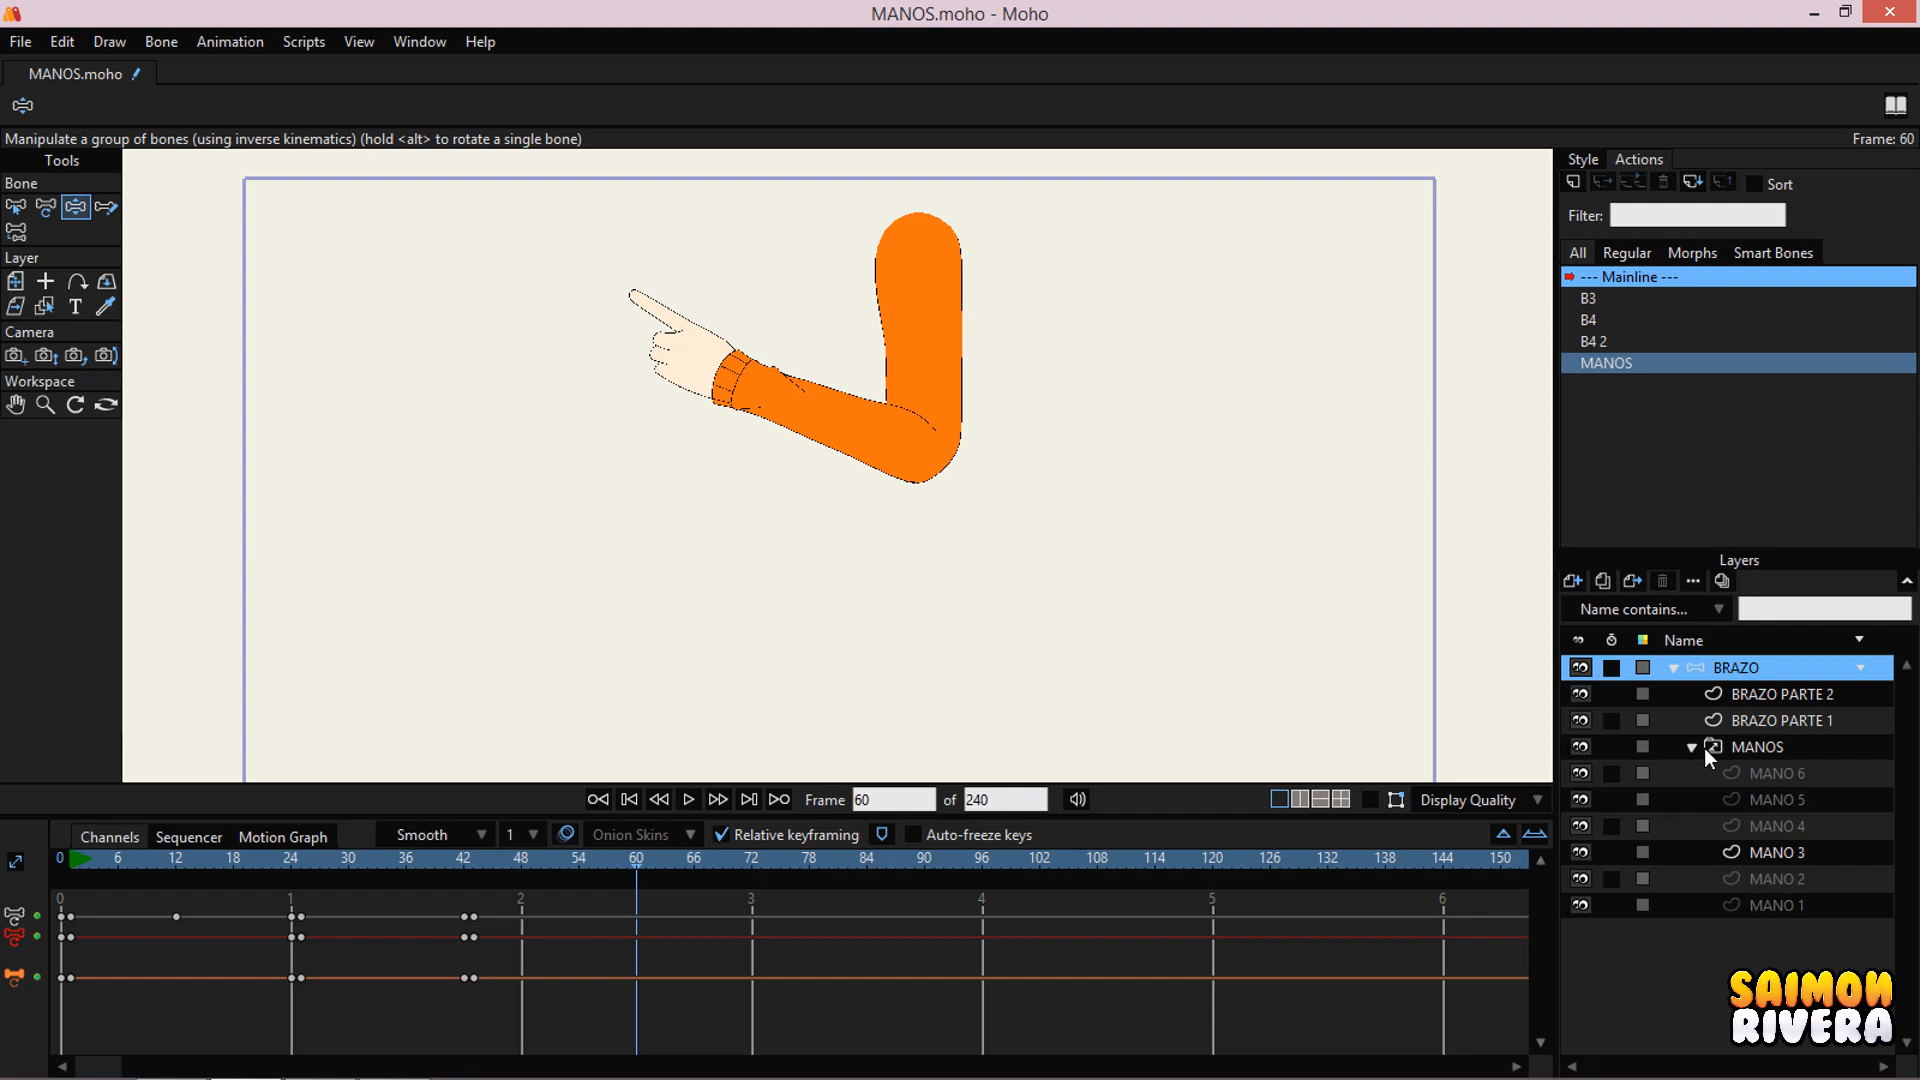 MANOS.moho - Moho
File Edit Draw Bone Animation Scripts View Window Help
MANOS.moho
Manipulate a group of bones (using inverse kinematics) (hold <alt> to rotate a single bone) Frame: 60
Tools
Bone
Layer
T
Camera
Workspace
Style Actions
Sort
Filter:
All Regular Morphs Smart Bones
--- Mainline ---
B3
B4
B4 2
MANOS
Layers
Name contains...
Name
BRAZO
BRAZO PARTE 2
BRAZO PARTE 1
MANOS
MANO 6
MANO 5
MANO 4
MANO 3
MANO 2
MANO 1
Frame 60 of 240 Display Quality
Channels Sequencer Motion Graph Smooth 1 Onion Skins Relative keyframing Auto-freeze keys
0 6 12 18 24 30 36 42 48 54 60 66 72 78 84 90 96 102 108 114 120 126 132 138 144 150
0 1 2 3 4 5 6
SAIMON
RIVERA